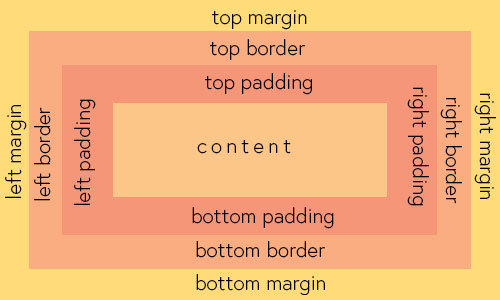 top margin
top border
top padding
left margin
left border
left padding
content
right padding
right border
right margin
bottom padding
bottom border
bottom margin